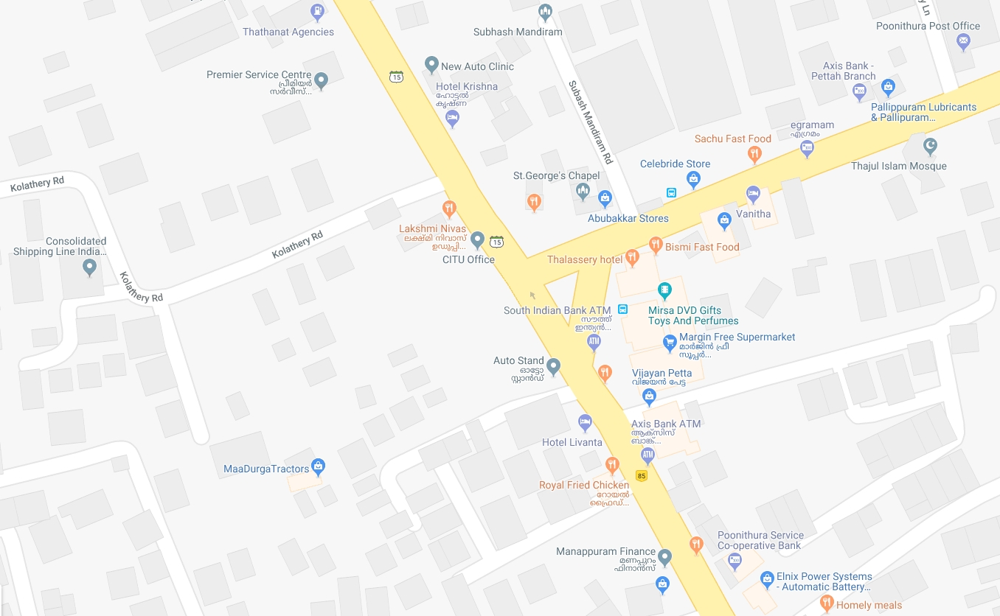 Thathanat Agencies
Subhash Mandiram
Poonithura Post Office
y Ln
Premier Service Centre
പ്രീമിയർ
സർവീസ്...
15
New Auto Clinic
Hotel Krishna
ഹോട്ടൽ
കൃഷ്ണ
Subash Mandiram Rd
Axis Bank -
Pettah Branch
Pallippuram Lubricants
& Pallipuram...
egramam
എഗ്രമം
Sachu Fast Food
Celebride Store
Thajul Islam Mosque
Kolathery Rd
St.George's Chapel
Abubakkar Stores
Vanitha
Lakshmi Nivas
ലക്ഷ്മി നിവാസ്
ഉഡുപ്പി...
15
CITU Office
Kolathery Rd
Consolidated
Shipping Line India...
Kolathery Rd
Bismi Fast Food
Thalassery hotel
Mirsa DVD Gifts
Toys And Perfumes
South Indian Bank ATM
സൗത്ത്
ഇന്ത്യൻ...
ATM
Margin Free Supermarket
മാർജിൻ ഫ്രീ
സൂപ്പർ...
Auto Stand
ഓട്ടോ
സ്റ്റാൻഡ്
Vijayan Petta
വിജയൻ പേട്ട
Hotel Livanta
Axis Bank ATM
ആക്സിസ്
ബാങ്ക്...
ATM
MaaDurgaTractors
85
Royal Fried Chicken
റോയൽ
ഫ്രൈഡ്...
Manappuram Finance
മണപ്പുറം
ഫിനാൻസ്
Poonithura Service
Co-operative Bank
Elnix Power Systems
- Automatic Battery...
Homely meals